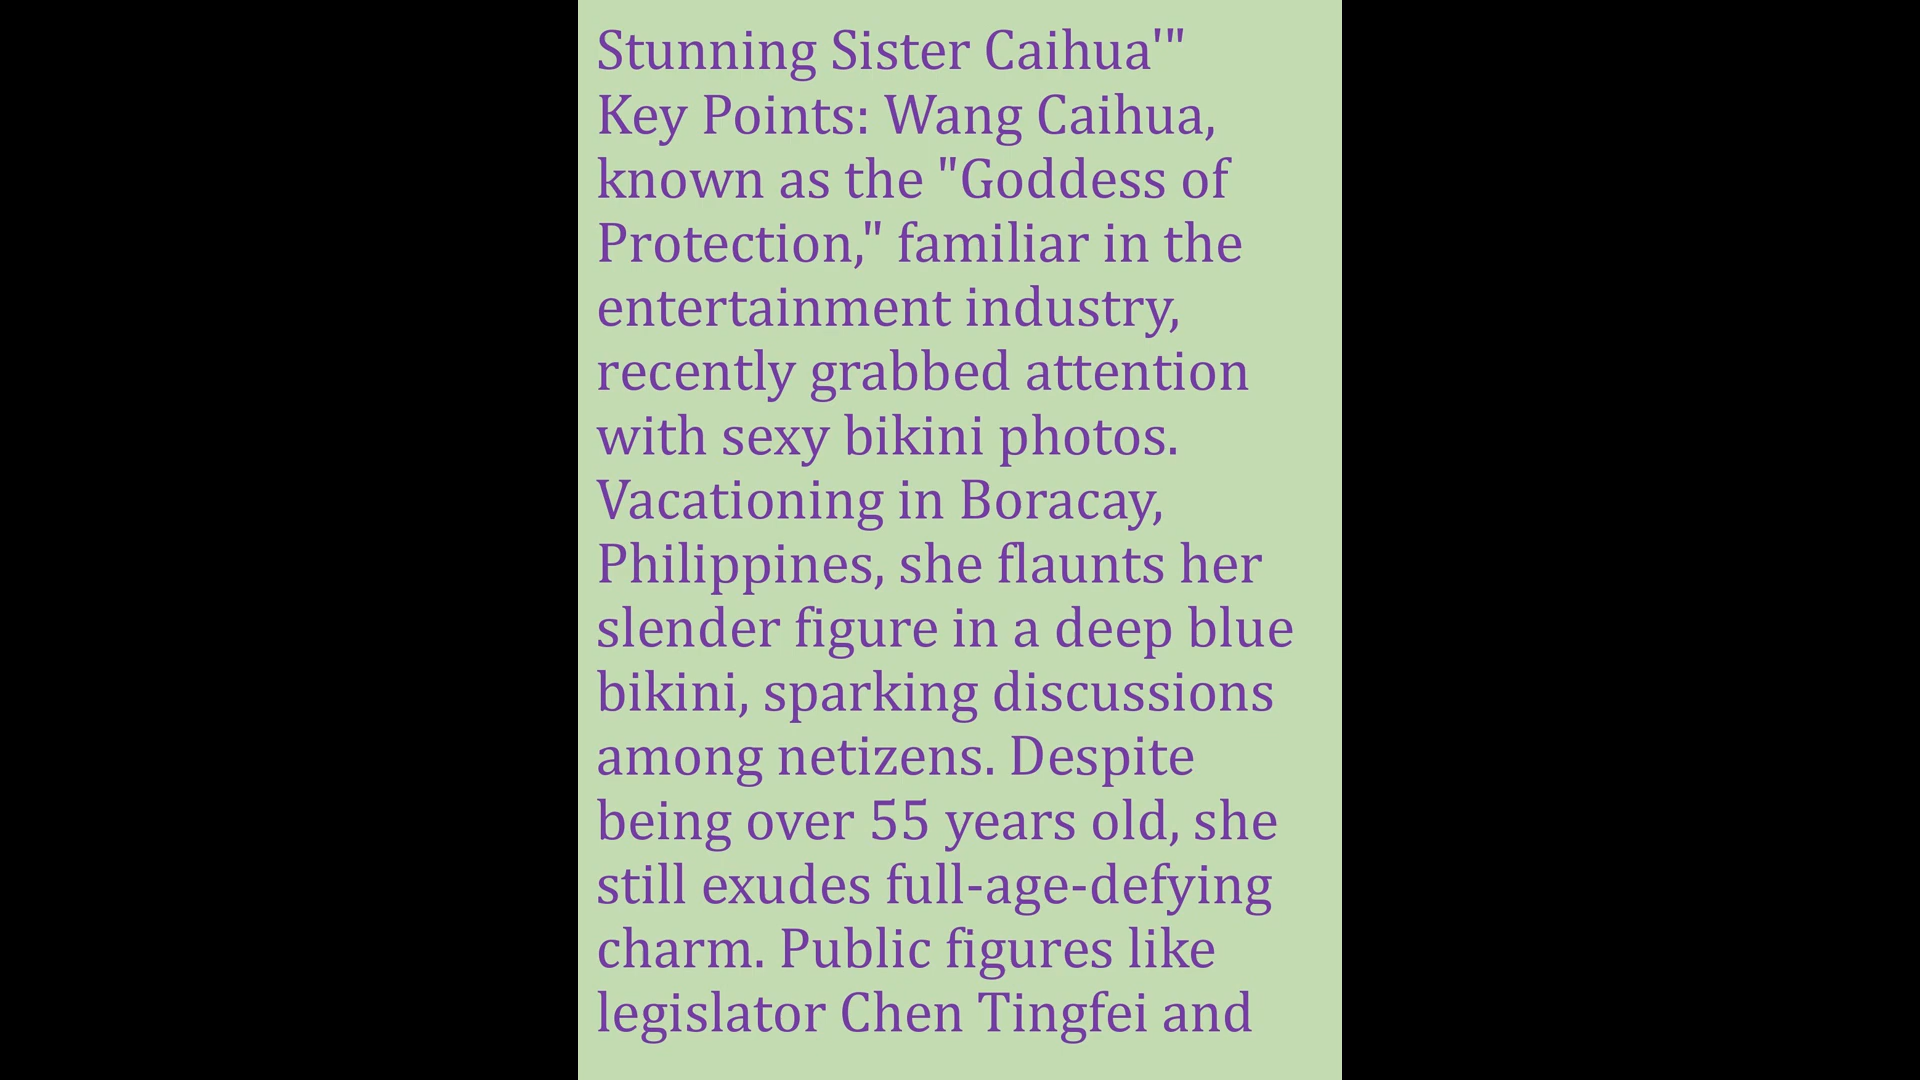 Stunning Sister Caihua'"
Key Points: Wang Caihua,
known as the "Goddess of
Protection," familiar in the
entertainment industry,
recently grabbed attention
with sexy bikini photos.
Vacationing in Boracay,
Philippines, she flaunts her
slender figure in a deep blue
bikini, sparking discussions
among netizens. Despite
being over 55 years old, she
still exudes full-age-defying
charm. Public figures like
legislator Chen Tingfei and